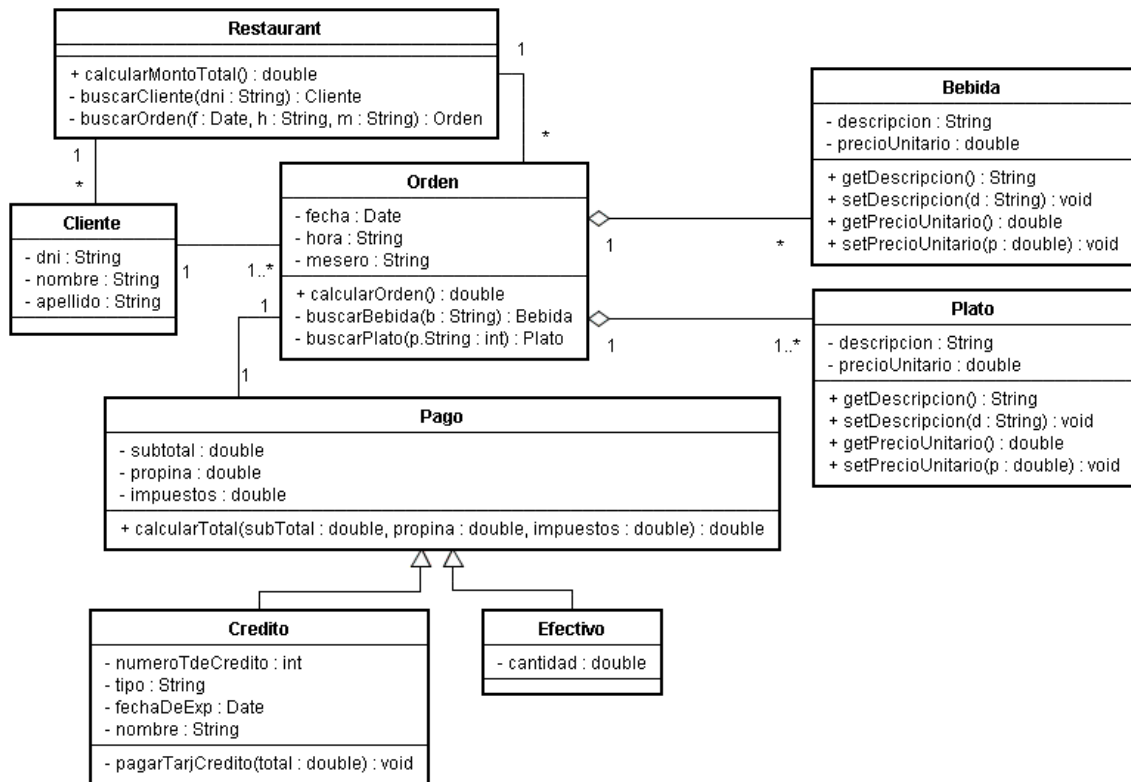 Restaurant
+ calcularMontoTotal() : double
- buscarCliente(dni : String) : Cliente
- buscarOrden(f : Date, h : String, m : String) : Orden
1
*
1
*
Cliente
- dni : String
- nombre : String
- apellido : String
1
1..*
Orden
- fecha : Date
- hora : String
- mesero : String
+ calcularOrden() : double
- buscarBebida(b : String) : Bebida
- buscarPlato(p.String : int) : Plato
1
*
1
1..*
Bebida
- descripcion : String
- precioUnitario : double
+ getDescripcion() : String
+ setDescripcion(d : String) : void
+ getPrecioUnitario() : double
+ setPrecioUnitario(p : double) : void
Plato
- descripcion : String
- precioUnitario : double
+ getDescripcion() : String
+ setDescripcion(d : String) : void
+ getPrecioUnitario() : double
+ setPrecioUnitario(p : double) : void
1
1
Pago
- subtotal : double
- propina : double
- impuestos : double
+ calcularTotal(subTotal : double, propina : double, impuestos : double) : double
Credito
- numeroTdeCredito : int
- tipo : String
- fechaDeExp : Date
- nombre : String
- pagarTarjCredito(total : double) : void
Efectivo
- cantidad : double